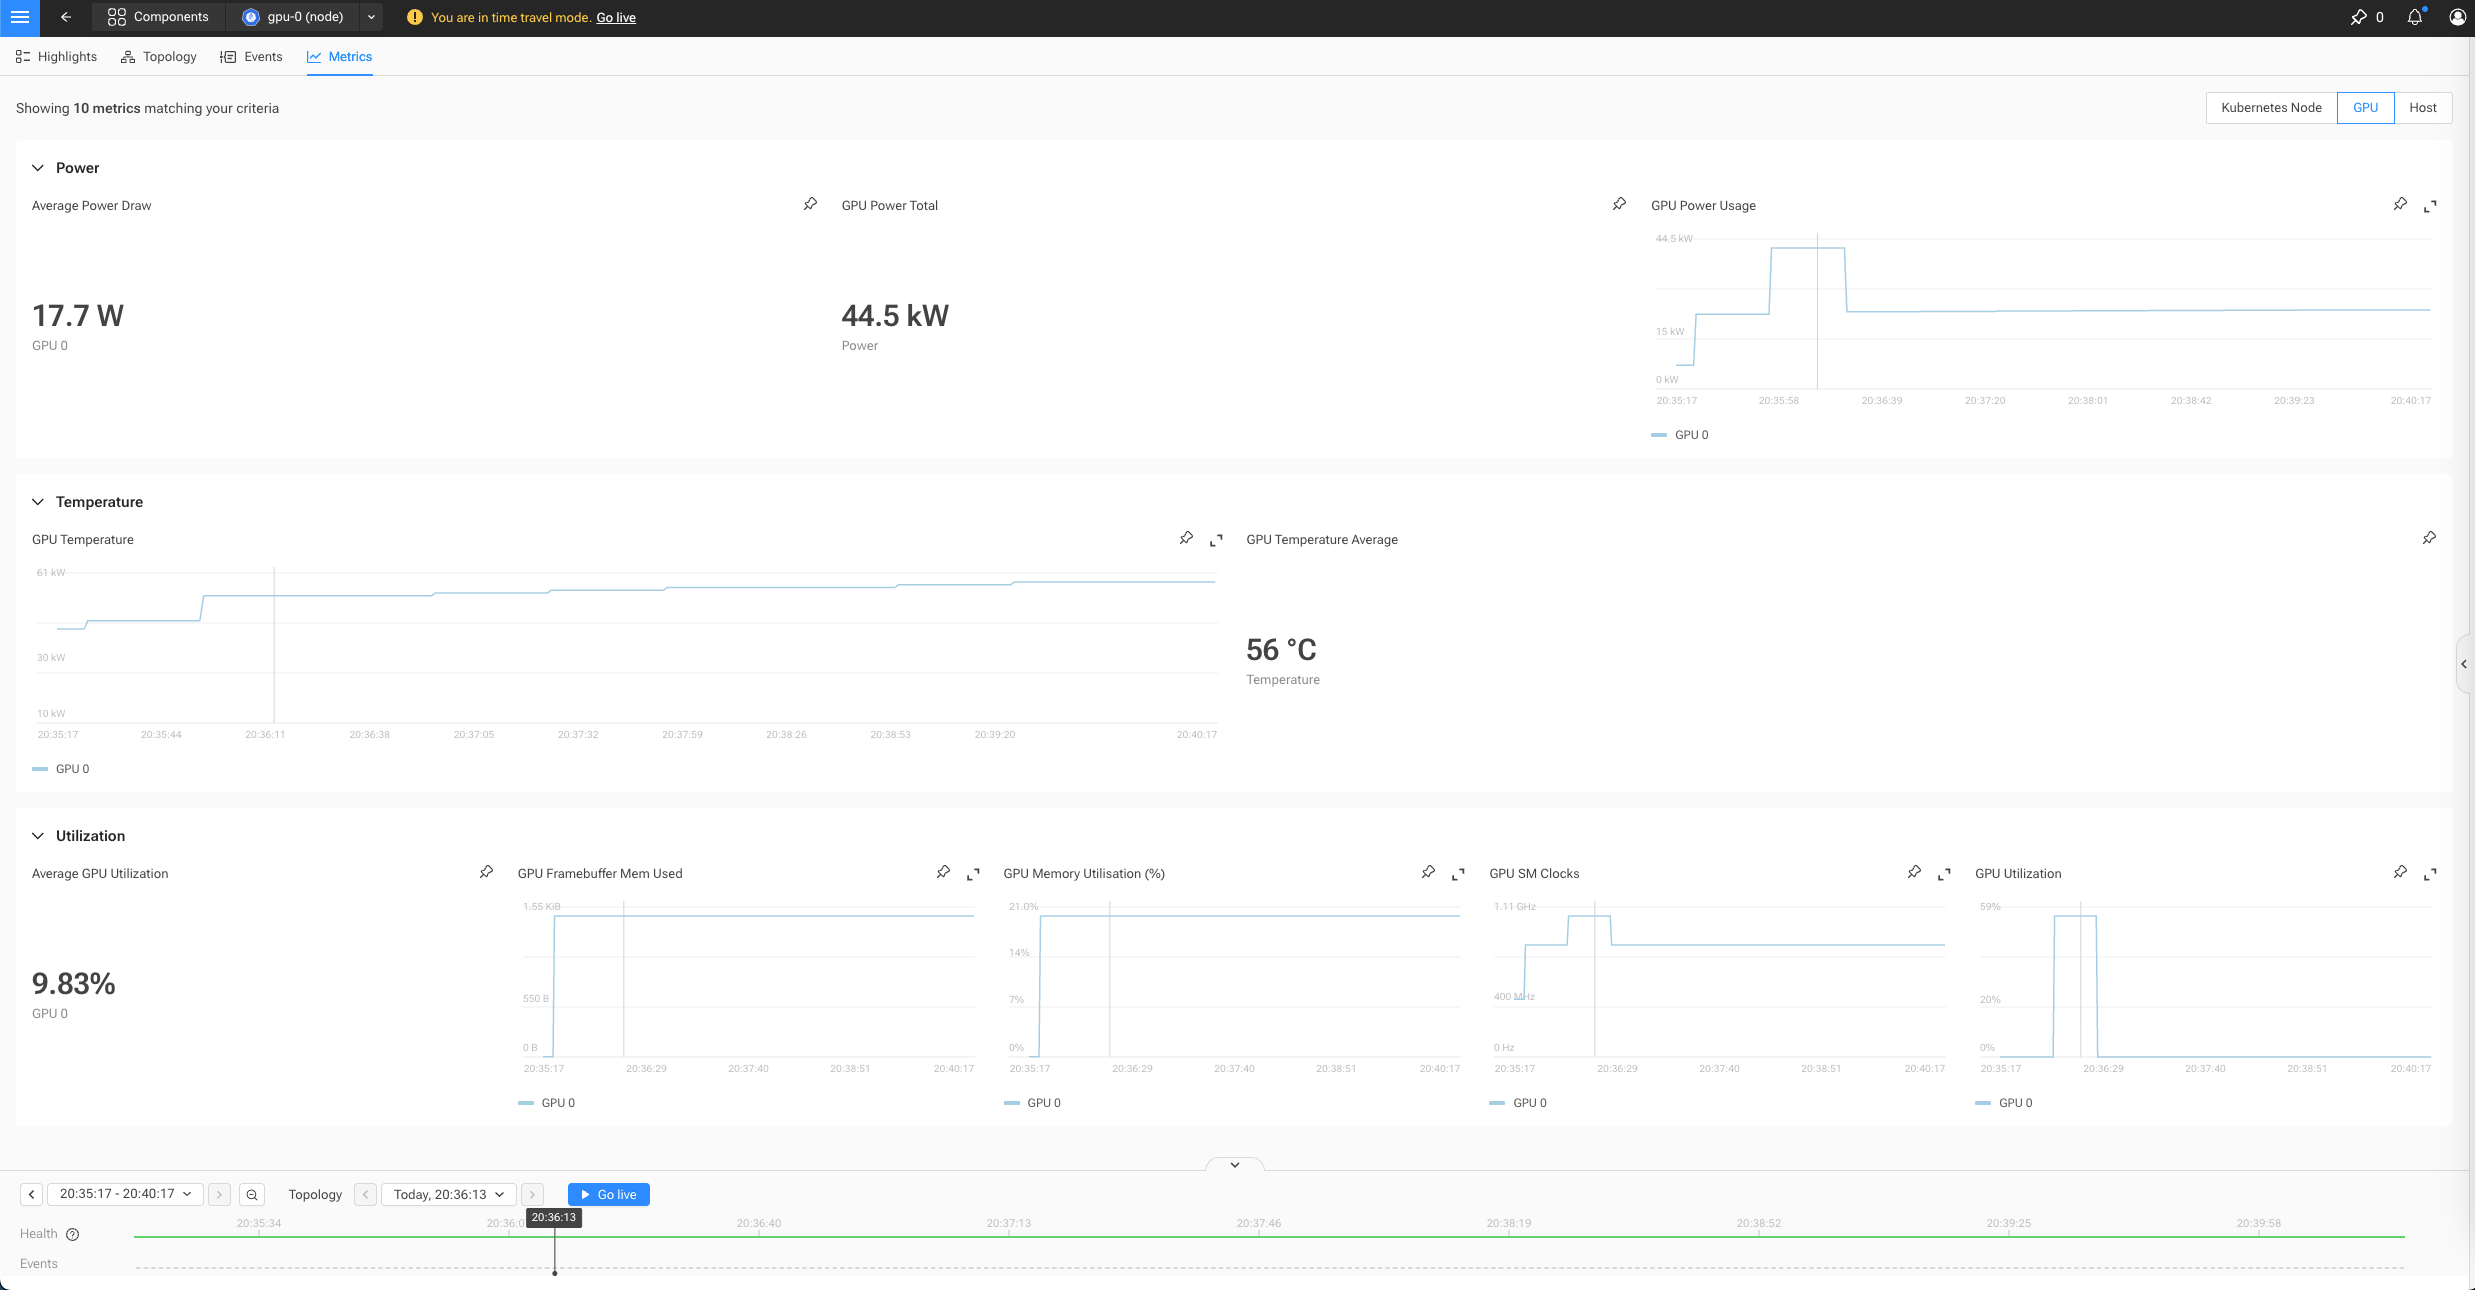 Components
gpu-0 (node)
You are in time travel mode. Go live
0
Highlights
Topology
Events
Metrics
Showing 10 metrics matching your criteria
Kubernetes Node
GPU
Host
Power
Average Power Draw
17.7 W
GPU 0
GPU Power Total
44.5 kW
Power
GPU Power Usage
44.5 kW
15 kW
0 kW
20:35:17 20:35:58 20:36:39 20:37:20 20:38:01 20:38:42 20:39:23 20:40:17
GPU 0
Temperature
GPU Temperature
61 kW
30 kW
10 kW
20:35:17 20:35:44 20:36:11 20:36:38 20:37:05 20:37:32 20:37:59 20:38:26 20:38:53 20:39:20 20:40:17
GPU 0
GPU Temperature Average
56 °C
Temperature
Utilization
Average GPU Utilization
9.83%
GPU 0
GPU Framebuffer Mem Used
1.55 KiB
550 B
0 B
20:35:17 20:36:29 20:37:40 20:38:51 20:40:17
GPU 0
GPU Memory Utilisation (%)
21.0%
14%
7%
0%
20:35:17 20:36:29 20:37:40 20:38:51 20:40:17
GPU 0
GPU SM Clocks
1.11 GHz
400 MHz
0 Hz
20:35:17 20:36:29 20:37:40 20:38:51 20:40:17
GPU 0
GPU Utilization
59%
20%
0%
20:35:17 20:36:29 20:37:40 20:38:51 20:40:17
GPU 0
20:35:17 - 20:40:17
Topology
Today, 20:36:13
Go live
20:36:13
20:35:34 20:36:0 20:36:40 20:37:13 20:37:46 20:38:19 20:38:52 20:39:25 20:39:58
Health
Events